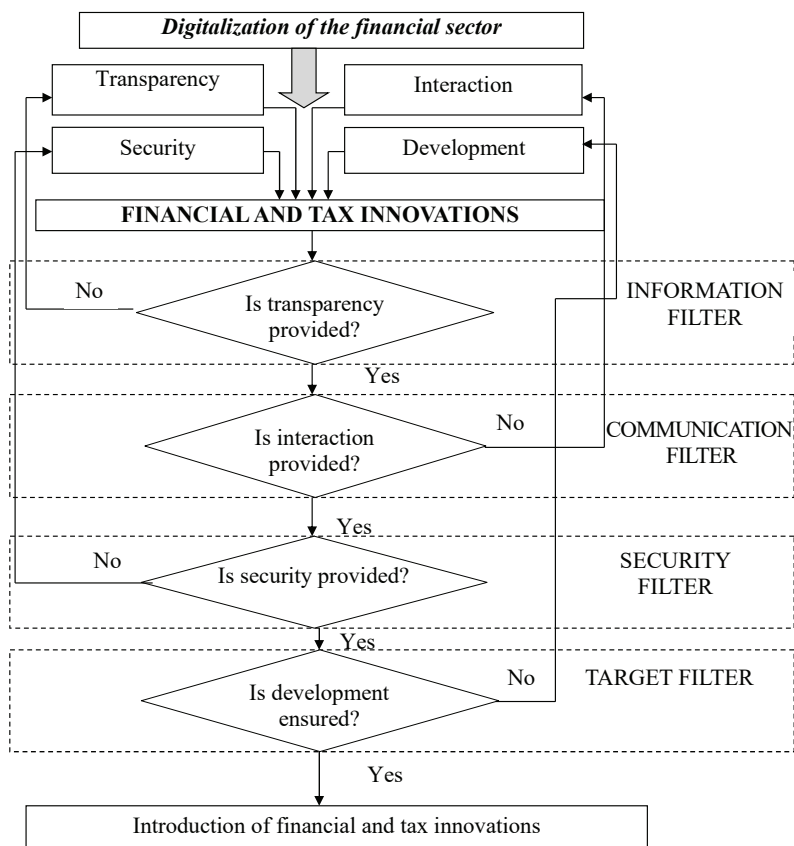 Digitalization of the financial sector
Transparency
Interaction
Security
Development
FINANCIAL AND TAX INNOVATIONS
No
Is transparency
provided?
INFORMATION
FILTER
Yes
Is interaction
provided?
No
COMMUNICATION
FILTER
Yes
No
Is security provided?
SECURITY
FILTER
Yes
Is development
ensured?
No
TARGET FILTER
Yes
Introduction of financial and tax innovations